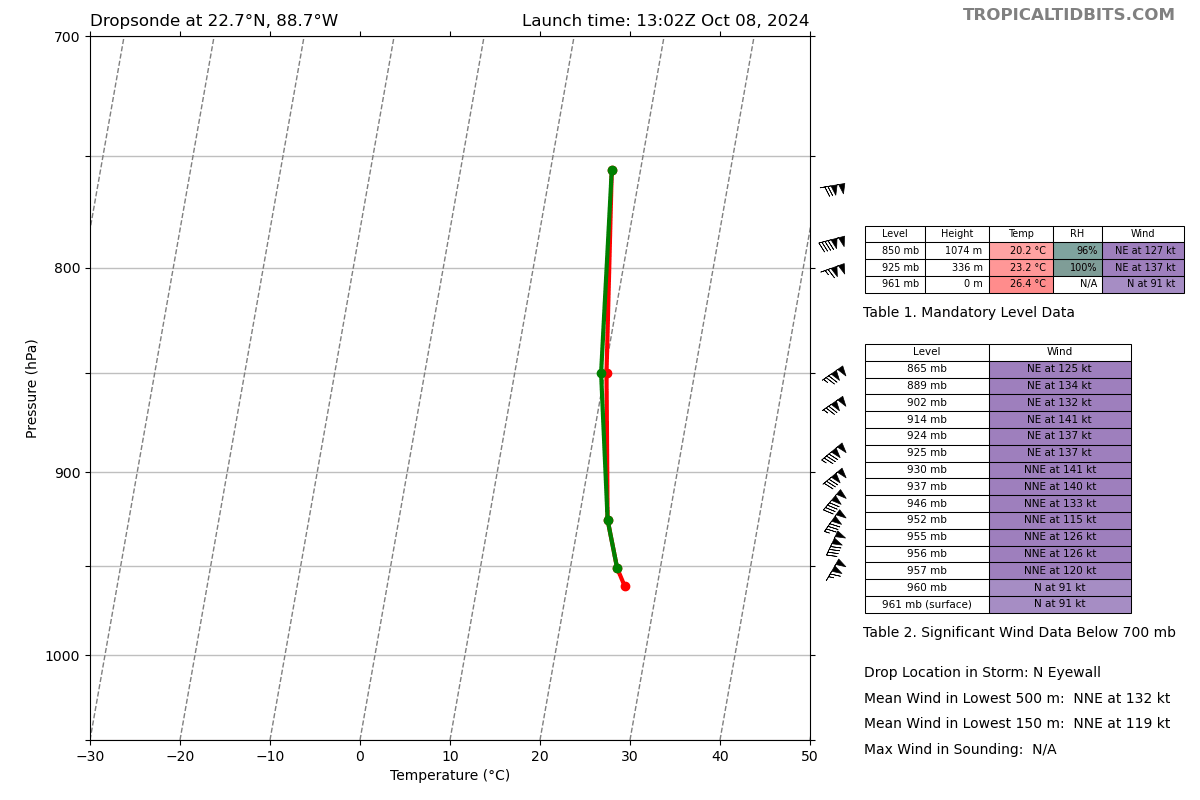 Dropsonde at 22.7°N, 88.7°W
Launch time: 13:02Z Oct 08, 2024
TROPICALTIDBITS.COM
700
800
900
1000
Pressure (hPa)
−30 −20 −10 0 10 20 30 40 50
Temperature (°C)
Level Height Temp RH Wind
850 mb 1074 m 20.2 °C 96% NE at 127 kt
925 mb 336 m 23.2 °C 100% NE at 137 kt
961 mb 0 m 26.4 °C N/A N at 91 kt
Table 1. Mandatory Level Data
Level Wind
865 mb NE at 125 kt
889 mb NE at 134 kt
902 mb NE at 132 kt
914 mb NE at 141 kt
924 mb NE at 137 kt
925 mb NE at 137 kt
930 mb NNE at 141 kt
937 mb NNE at 140 kt
946 mb NNE at 133 kt
952 mb NNE at 115 kt
955 mb NNE at 126 kt
956 mb NNE at 126 kt
957 mb NNE at 120 kt
960 mb N at 91 kt
961 mb (surface) N at 91 kt
Table 2. Significant Wind Data Below 700 mb
Drop Location in Storm: N Eyewall
Mean Wind in Lowest 500 m: NNE at 132 kt
Mean Wind in Lowest 150 m: NNE at 119 kt
Max Wind in Sounding: N/A